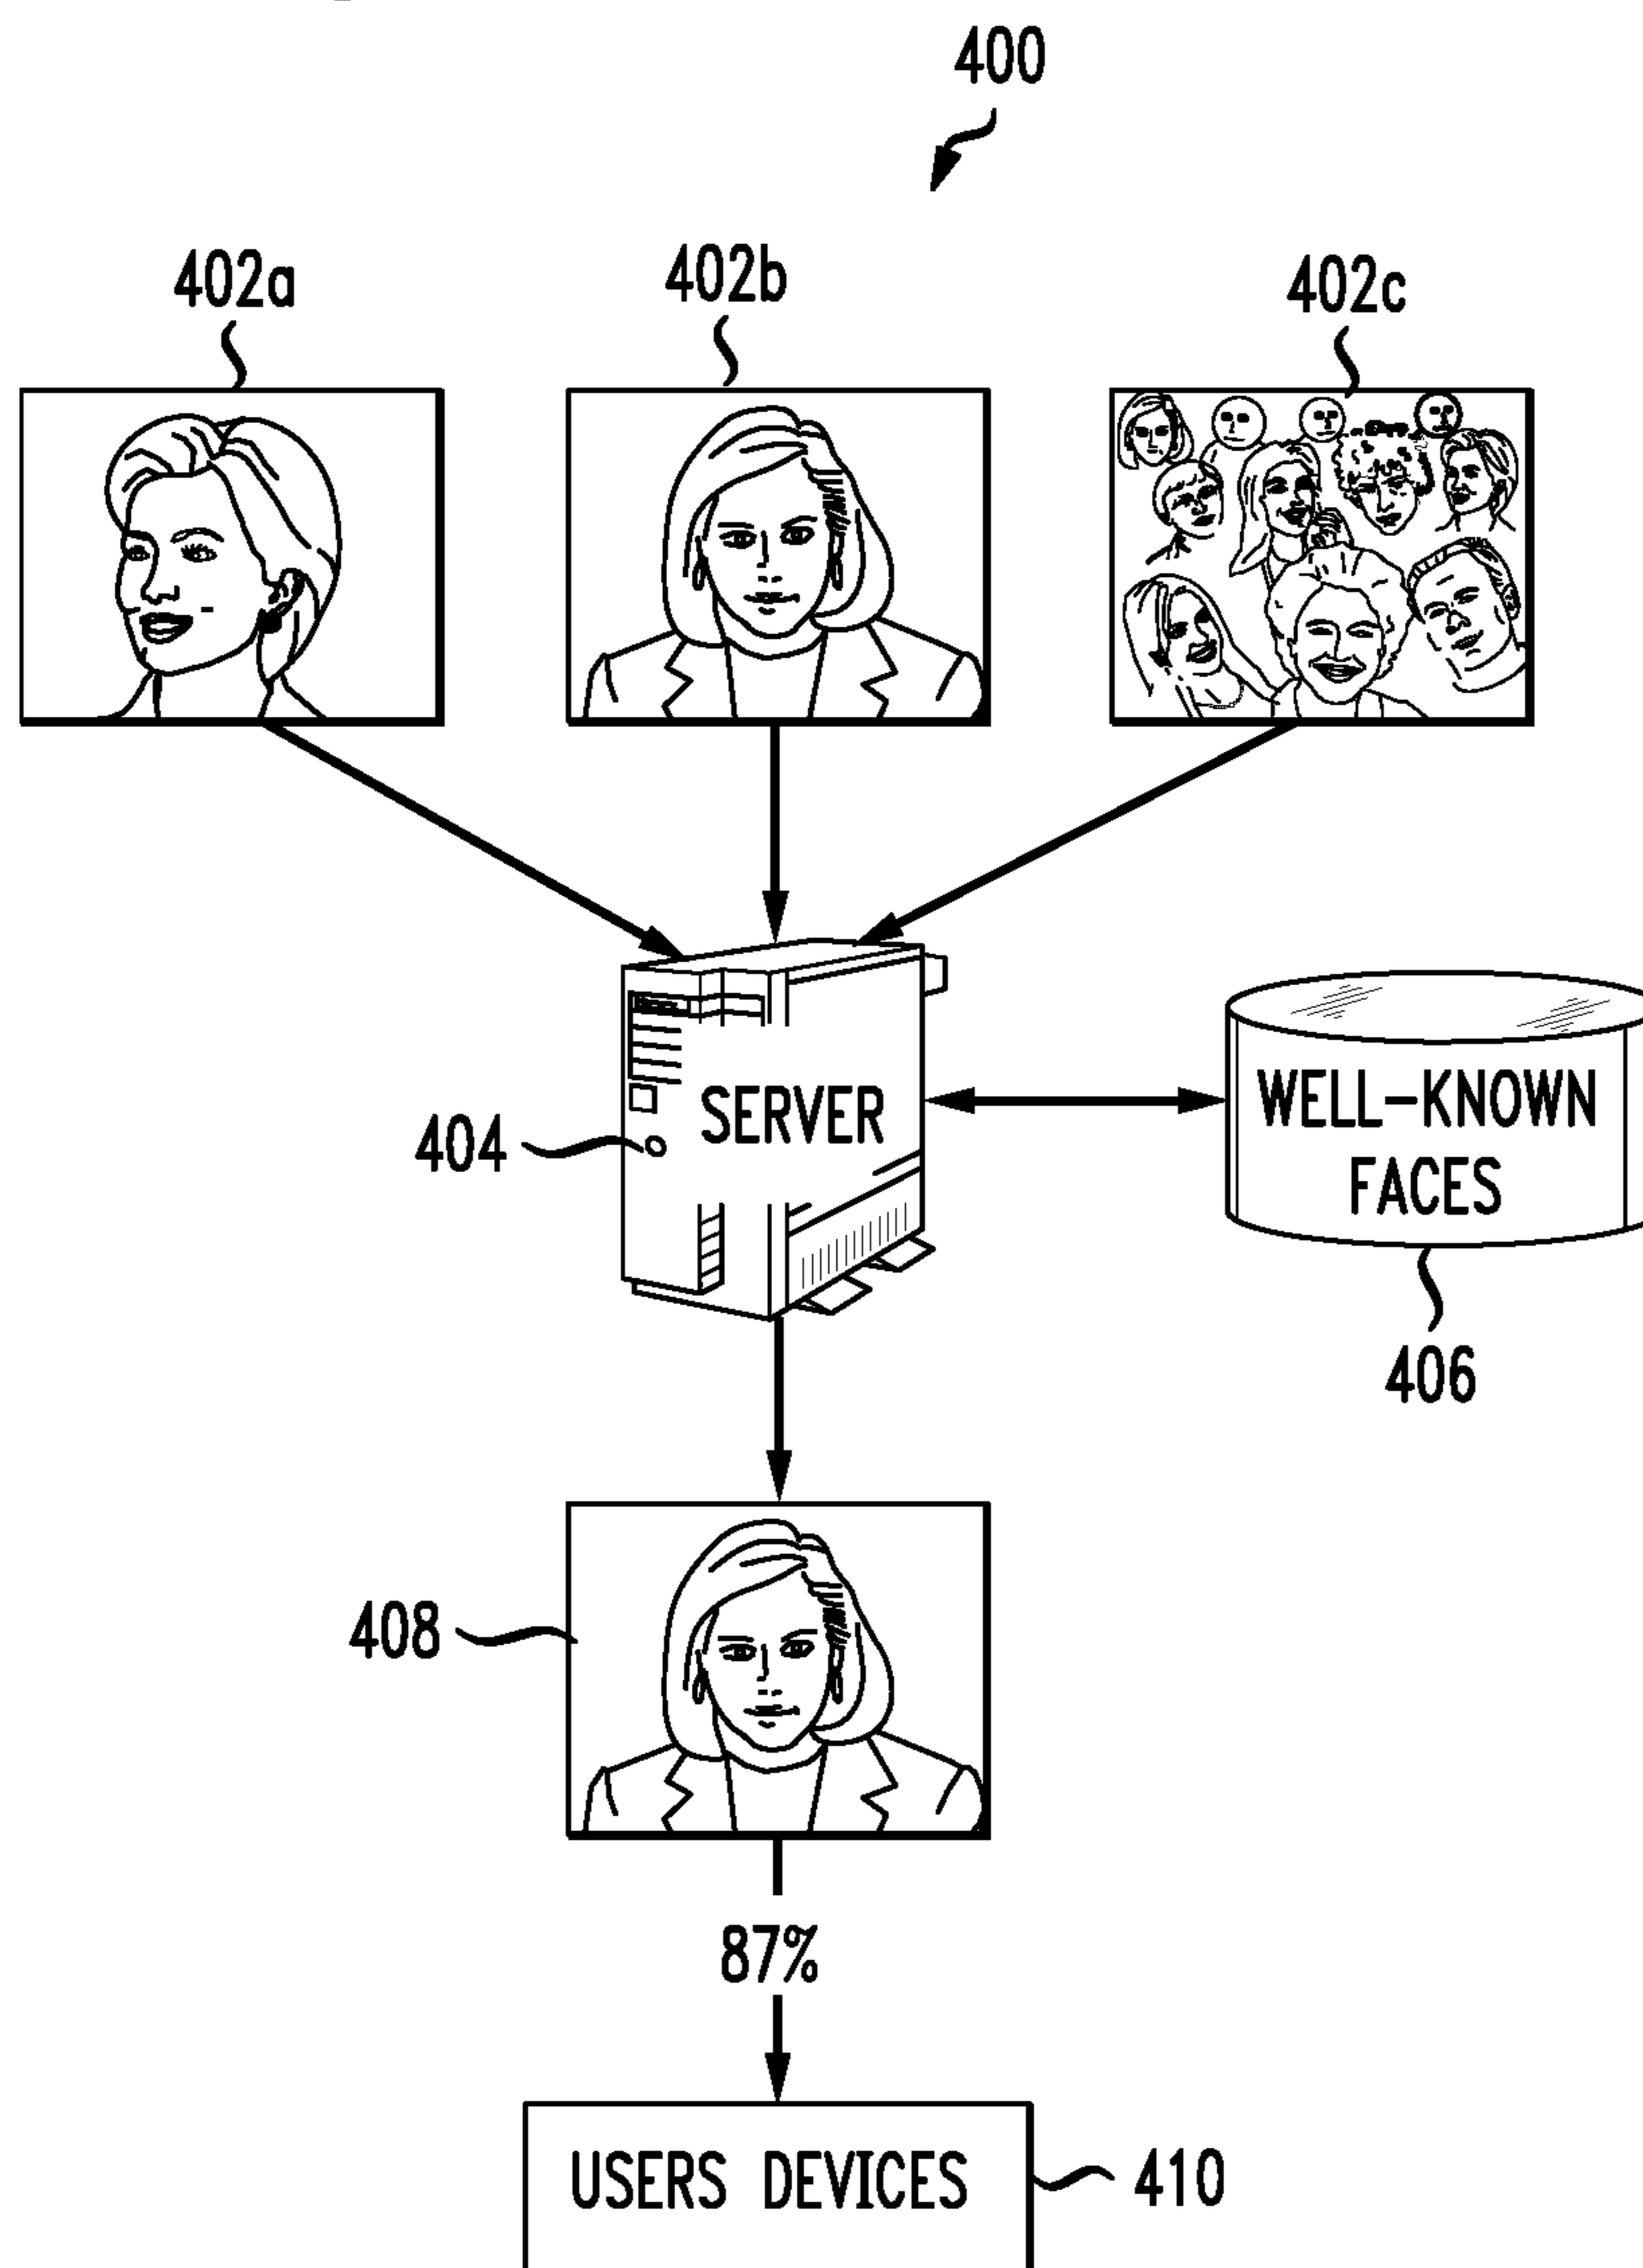 400
402a
402b
402c
SERVER
WELL-KNOWN
FACES
404
406
408
87%
USERS DEVICES
410